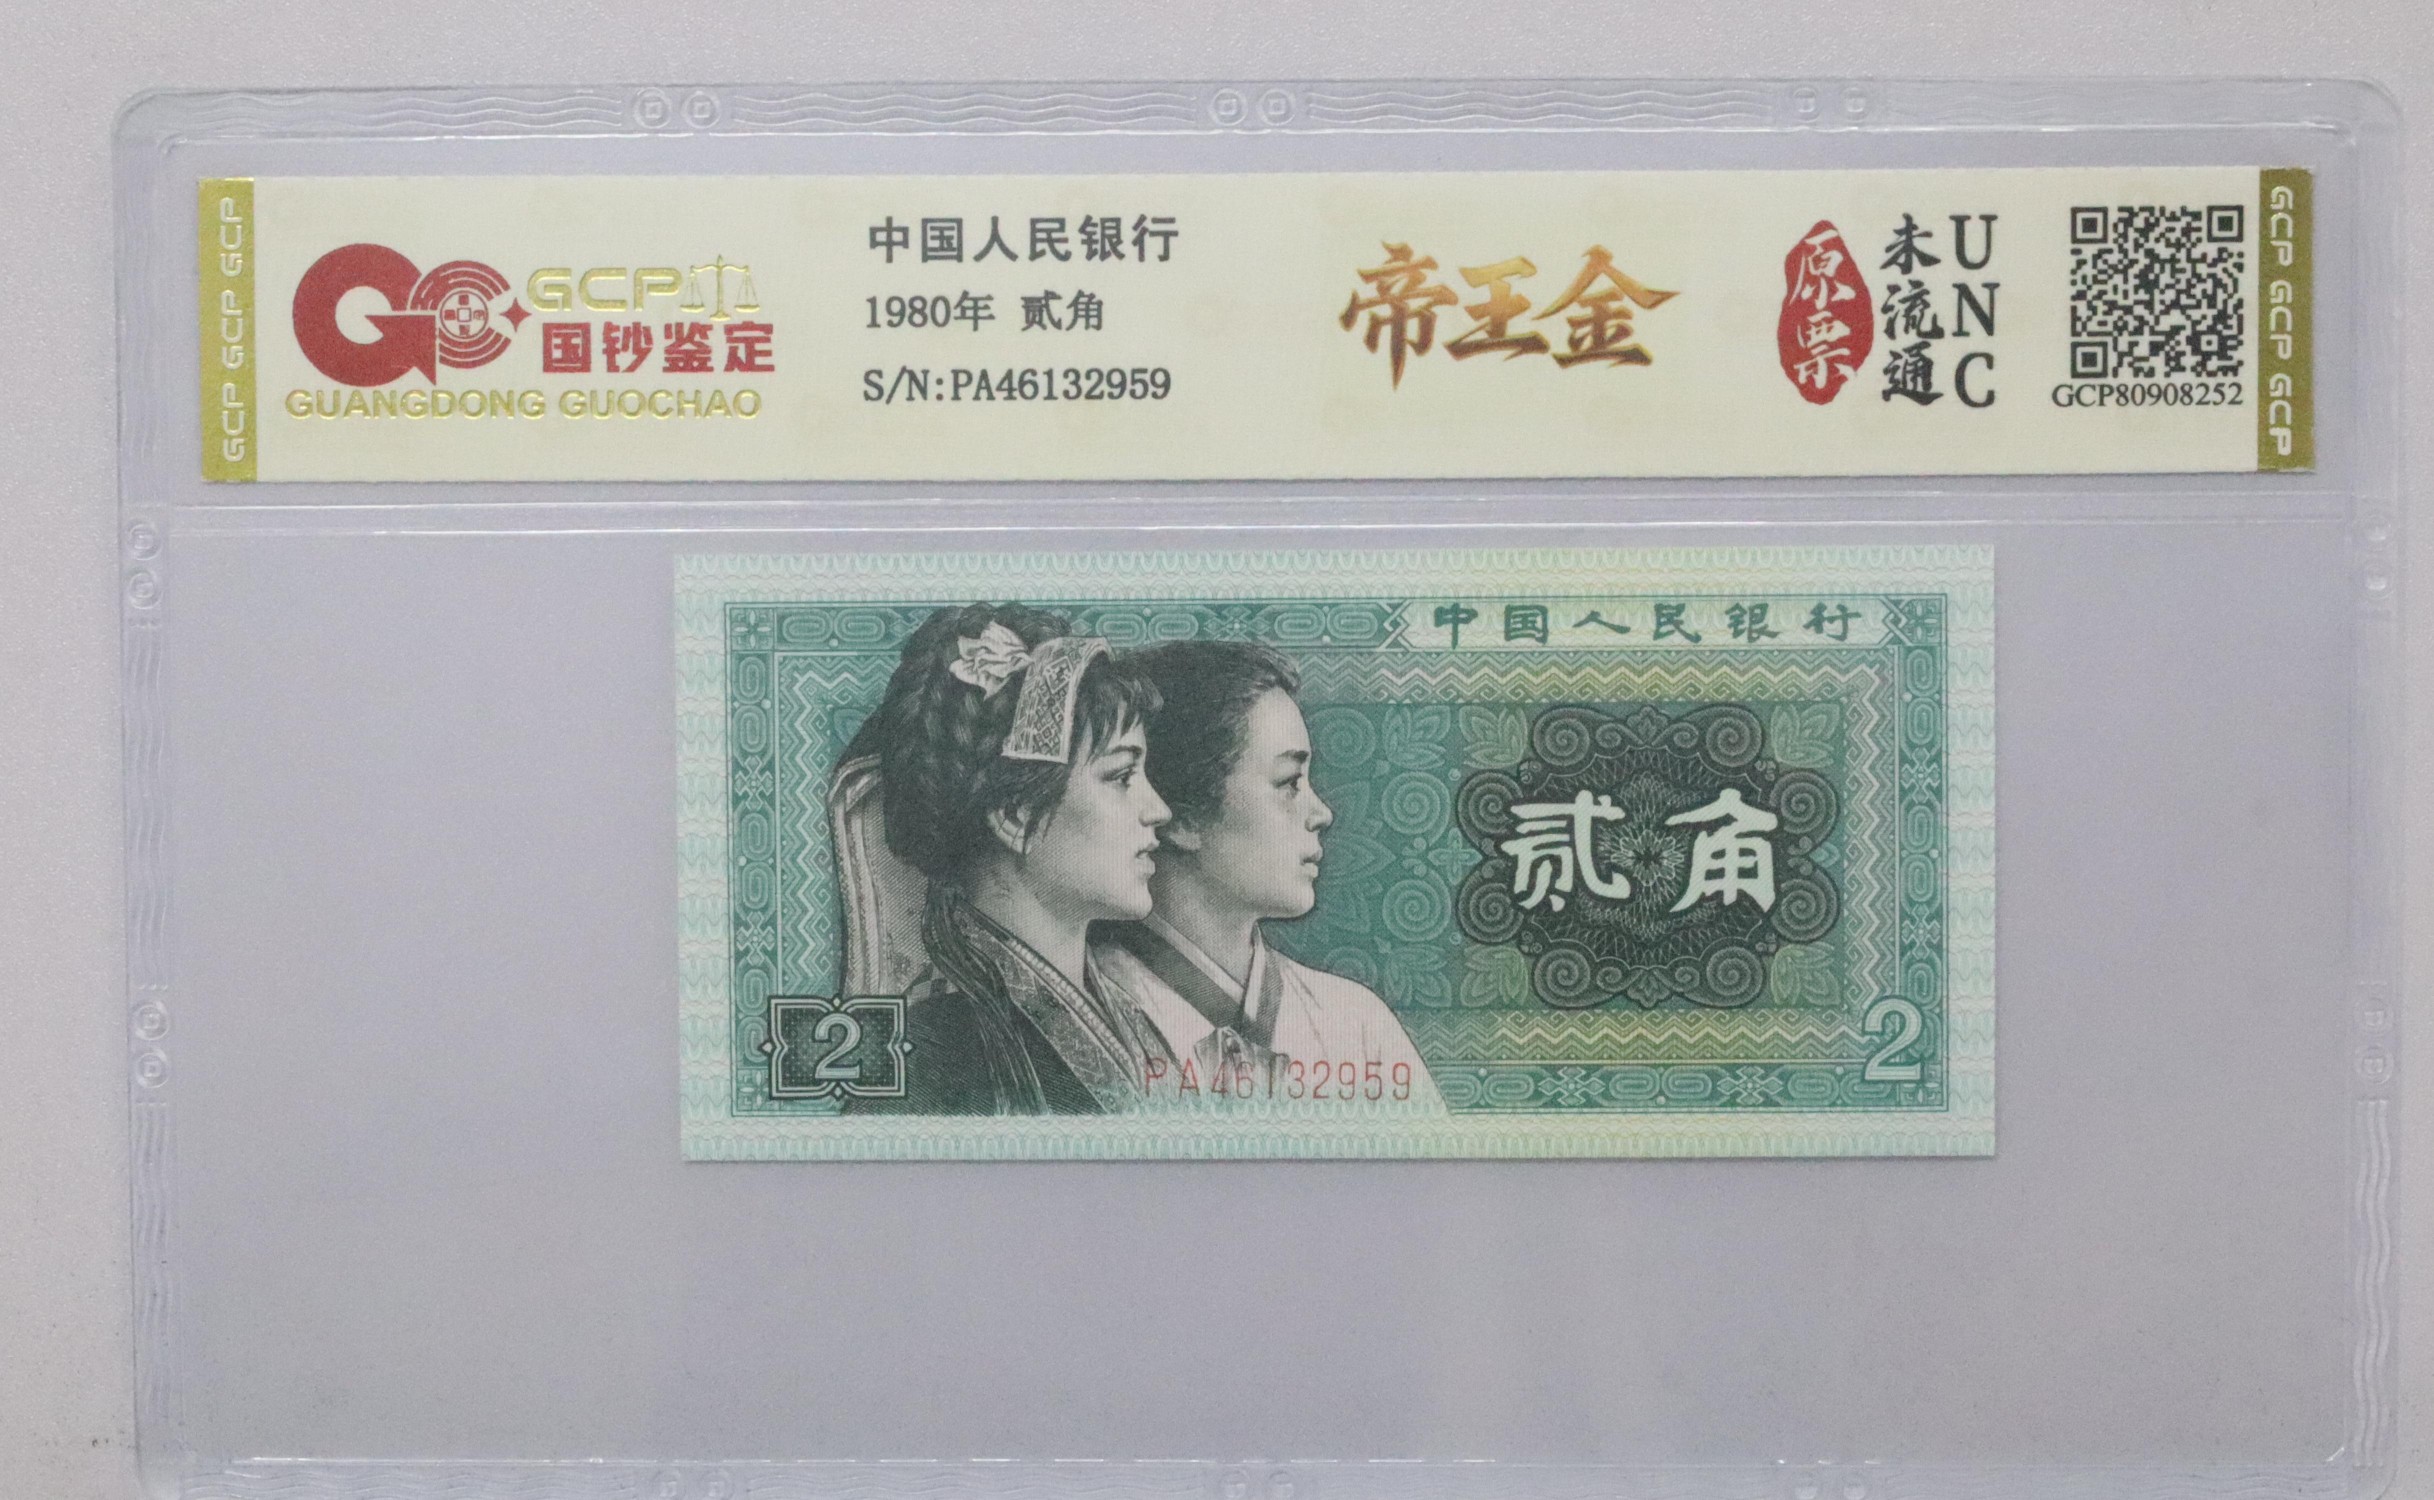 GCP GCP GCP
GCP
国钞鉴定
GUANGDONG GUOCHAO
中国人民银行
1980年 贰角
S/N:PA46132959
帝王金
原票
未流通
UNC
GCP80908252
GCP GCP GCP
中国人民银行
贰角
2
2
PA46132959